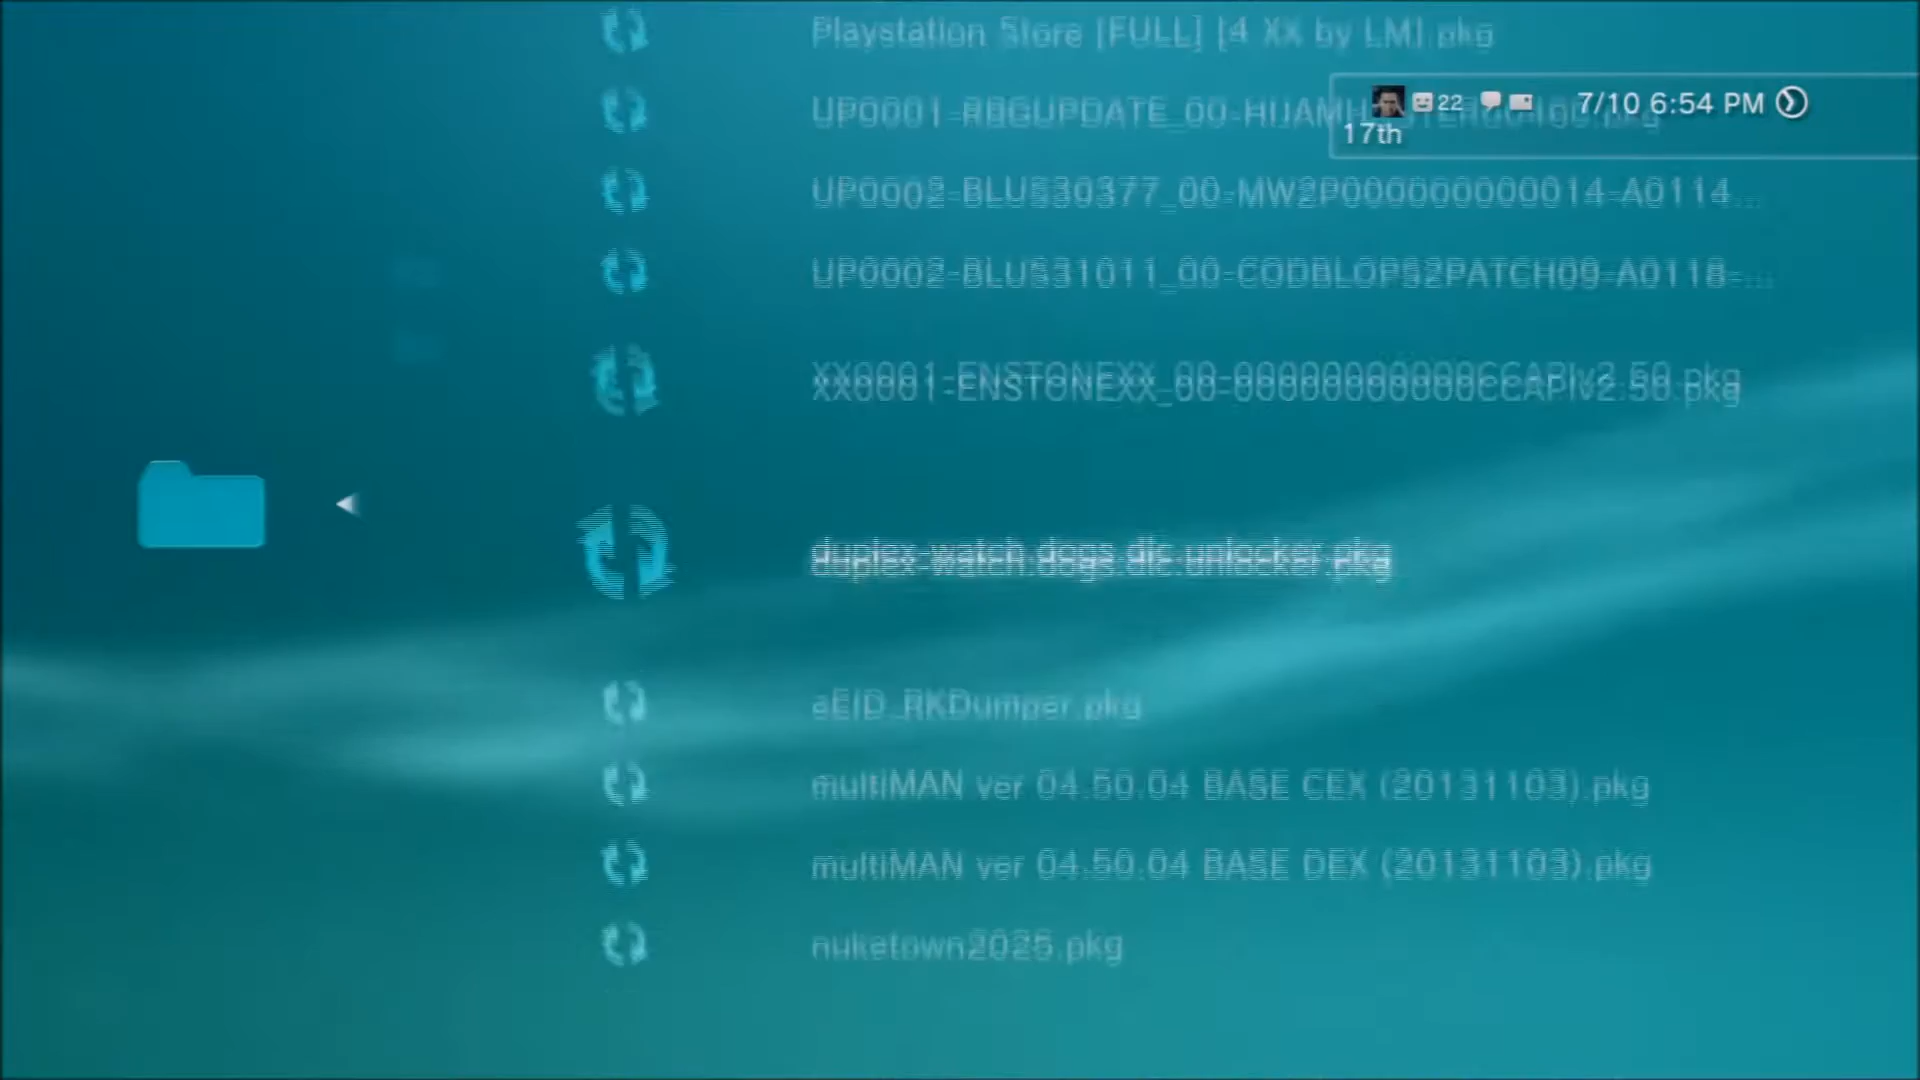 Playstation Store [FULL] [4 XX by LM].pkg
22 7/10 6:54 PM
17th
UP0002-BLUS30377_00-MW2P000000000014-A0114...
UP0002-BLUS31011_00-CODBLOPS2PATCH09-A0118-...
XX0001-ENSTONEXX_00-00000000000CCAPIv2.50.pkg
duplex-watch.dogs.dlc.unlocker.pkg
aEID_RKDumper.pkg
multiMAN ver 04.50.04 BASE CEX (20131103).pkg
multiMAN ver 04.50.04 BASE DEX (20131103).pkg
nuketown2025.pkg